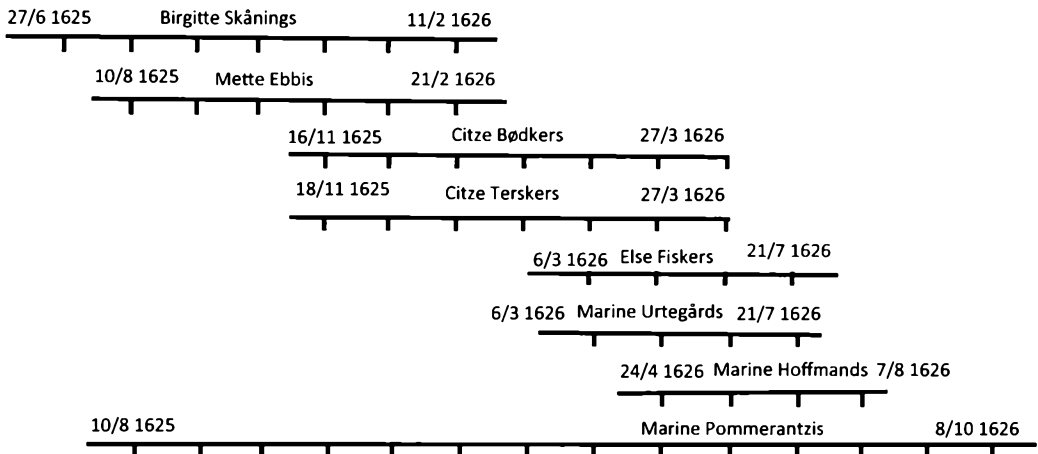 27/6 1625 Birgitte Skånings 11/2 1626
10/8 1625 Mette Ebbis 21/2 1626
16/11 1625 Citze Bødkers 27/3 1626
18/11 1625 Citze Terskers 27/3 1626
6/3 1626 Else Fiskers 21/7 1626
6/3 1626 Marine Urtegårds 21/7 1626
24/4 1626 Marine Hoffmands 7/8 1626
10/8 1625 Marine Pommerantzis 8/10 1626